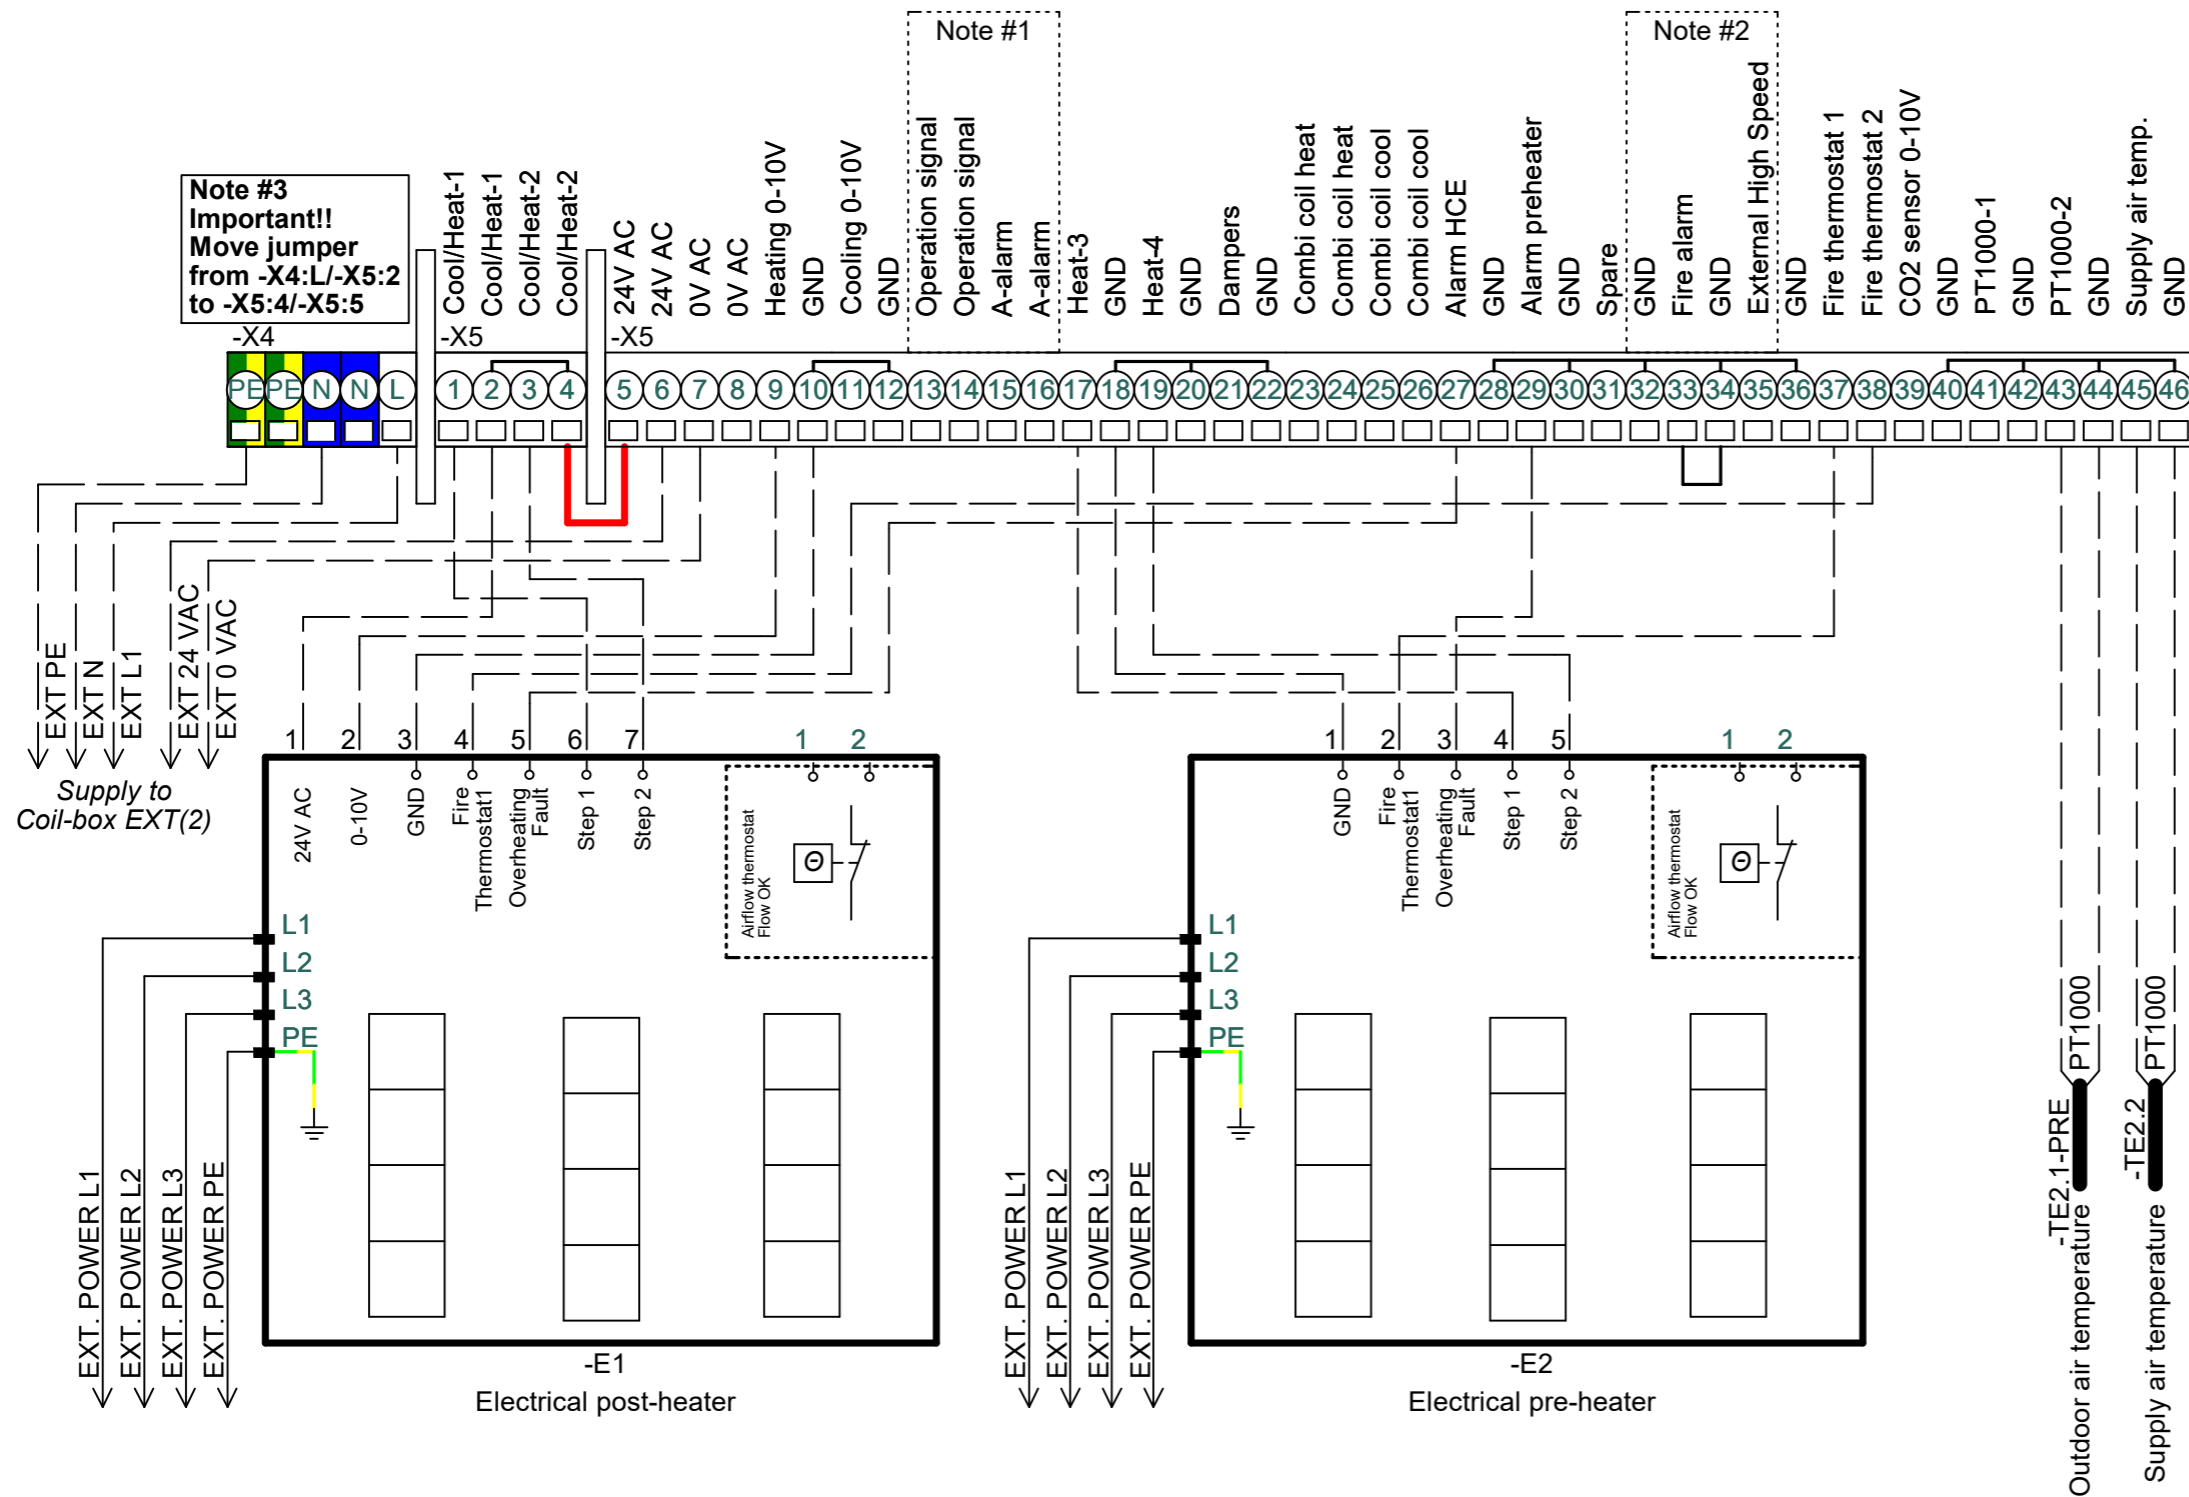 Note #1
Note #2
Note #3
Important!!
Move jumper
from -X4:L/-X5:2
to -X5:4/-X5:5
Cool/Heat-1
Cool/Heat-1
Cool/Heat-2
Cool/Heat-2
24V AC
24V AC
0V AC
0V AC
Heating 0-10V
GND
Cooling 0-10V
GND
Operation signal
Operation signal
A-alarm
A-alarm
Heat-3
GND
Heat-4
GND
Dampers
GND
Combi coil heat
Combi coil heat
Combi coil cool
Combi coil cool
Alarm HCE
GND
Alarm preheater
GND
Spare
GND
Fire alarm
GND
External High Speed
GND
Fire thermostat 1
Fire thermostat 2
CO2 sensor 0-10V
GND
PT1000-1
GND
PT1000-2
GND
Supply air temp.
GND
-X4
-X5
-X5
PE PE N N L 1 2 3 4 5 6 7 8 9 10 11 12 13 14 15 16 17 18 19 20 21 22 23 24 25 26 27 28 29 30 31 32 33 34 35 36 37 38 39 40 41 42 43 44 45 46
EXT PE
EXT N
EXT L1
EXT 24 VAC
EXT 0 VAC
Supply to
Coil-box EXT(2)
1 2 3 4 5 6 7 1 2
24V AC
0-10V
GND
Fire
Thermostat1
Overheating
Fault
Step 1
Step 2
Airflow thermostat
Flow OK
Θ
L1
L2
L3
PE
EXT. POWER L1
EXT. POWER L2
EXT. POWER L3
EXT. POWER PE
-E1
Electrical post-heater
1 2 3 4 5 1 2
GND
Fire
Thermostat1
Overheating
Fault
Step 1
Step 2
Airflow thermostat
Flow OK
Θ
L1
L2
L3
PE
EXT. POWER L1
EXT. POWER L2
EXT. POWER L3
EXT. POWER PE
-E2
Electrical pre-heater
PT1000
-TE2.1-PRE
Outdoor air temperature
PT1000
-TE2.2
Supply air temperature